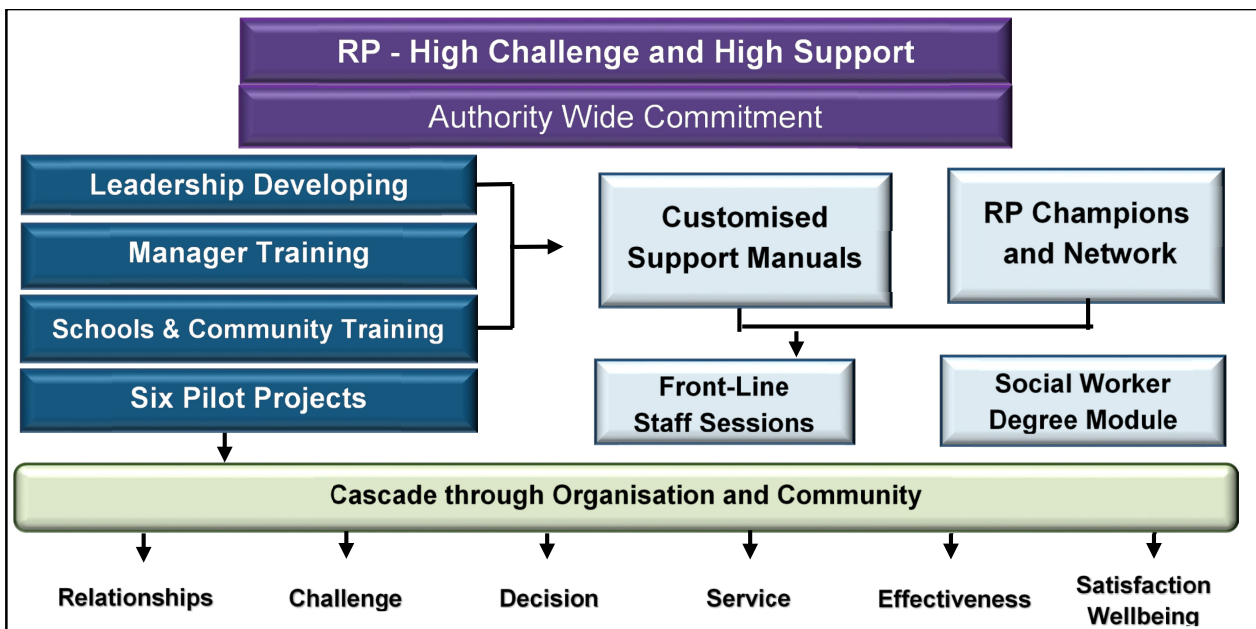 RP - High Challenge and High Support
Authority Wide Commitment
Leadership Developing
Manager Training
Schools & Community Training
Six Pilot Projects
Customised
Support Manuals
RP Champions
and Network
Front-Line
Staff Sessions
Social Worker
Degree Module
Cascade through Organisation and Community
Relationships
Challenge
Decision
Service
Effectiveness
Satisfaction
Wellbeing